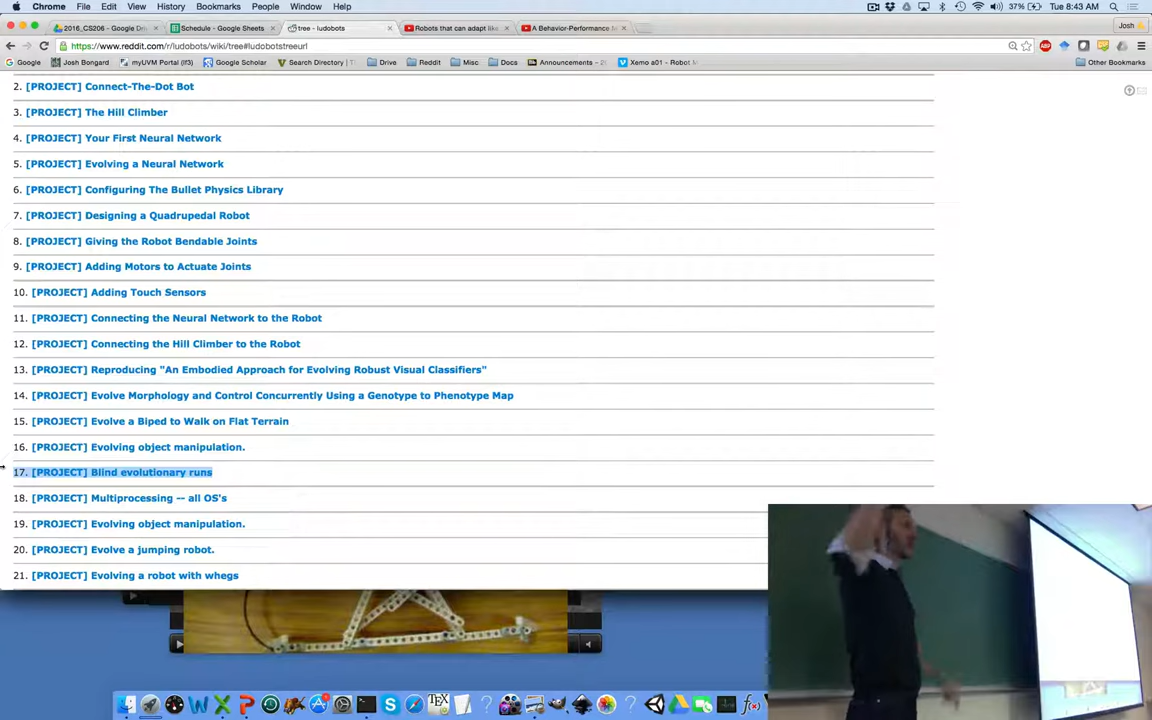 Chrome File Edit View History Bookmarks People Window Help 37% Tue 8:43 AM
2016_CS206 - Google Dri Schedule - Google Sheets tree - ludobots Robots that can adapt like A Behavior-Performance M Josh
https://www.reddit.com/r/ludobots/wiki/tree#ludobotstreeurl
Google Josh Bongard myUVM Portal (lf3) Google Scholar Search Directory | T Drive Reddit Misc Docs Announcements – 2 Xemo a01 - Robot M Other Bookmarks
2. [PROJECT] Connect-The-Dot Bot
3. [PROJECT] The Hill Climber
4. [PROJECT] Your First Neural Network
5. [PROJECT] Evolving a Neural Network
6. [PROJECT] Configuring The Bullet Physics Library
7. [PROJECT] Designing a Quadrupedal Robot
8. [PROJECT] Giving the Robot Bendable Joints
9. [PROJECT] Adding Motors to Actuate Joints
10. [PROJECT] Adding Touch Sensors
11. [PROJECT] Connecting the Neural Network to the Robot
12. [PROJECT] Connecting the Hill Climber to the Robot
13. [PROJECT] Reproducing "An Embodied Approach for Evolving Robust Visual Classifiers"
14. [PROJECT] Evolve Morphology and Control Concurrently Using a Genotype to Phenotype Map
15. [PROJECT] Evolve a Biped to Walk on Flat Terrain
16. [PROJECT] Evolving object manipulation.
17. [PROJECT] Blind evolutionary runs
18. [PROJECT] Multiprocessing -- all OS's
19. [PROJECT] Evolving object manipulation.
20. [PROJECT] Evolve a jumping robot.
21. [PROJECT] Evolving a robot with whegs